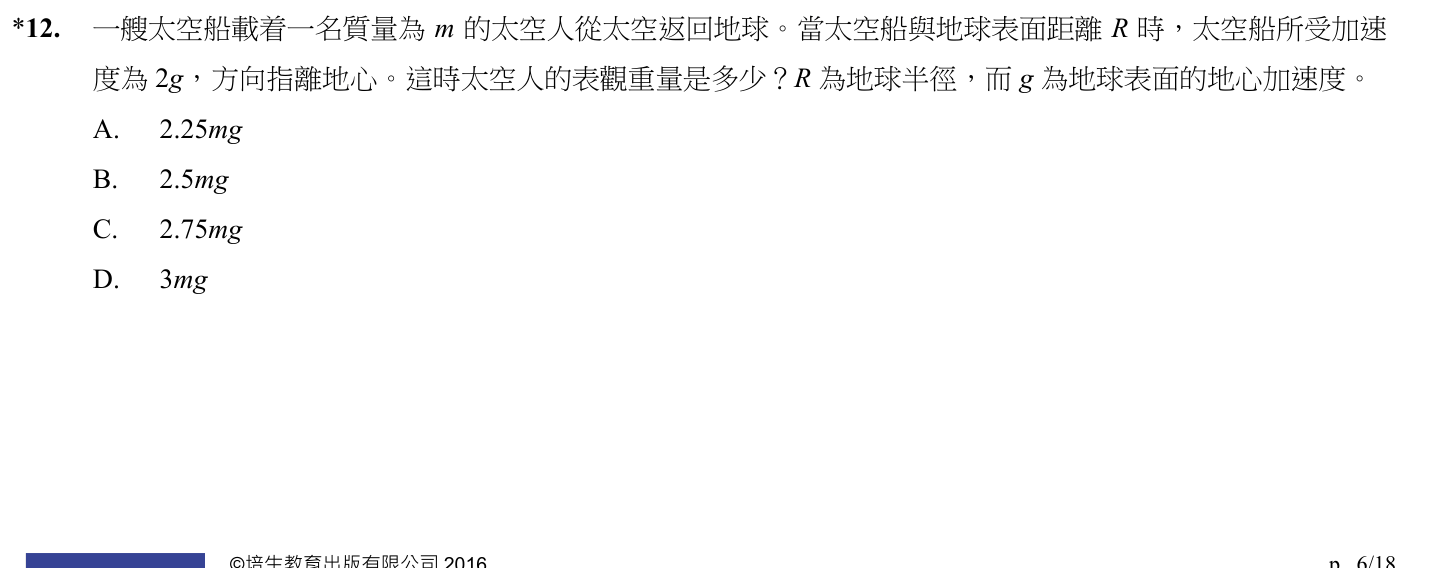 *12. 一艘太空船載着一名質量為 m 的太空人從太空返回地球。當太空船與地球表面距離 R 時，太空船所受加速
度為 2g，方向指離地心。這時太空人的表觀重量是多少？R 為地球半徑，而 g 為地球表面的地心加速度。
A. 2.25mg
B. 2.5mg
C. 2.75mg
D. 3mg
©培生教育出版有限公司 2016 p. 6/18